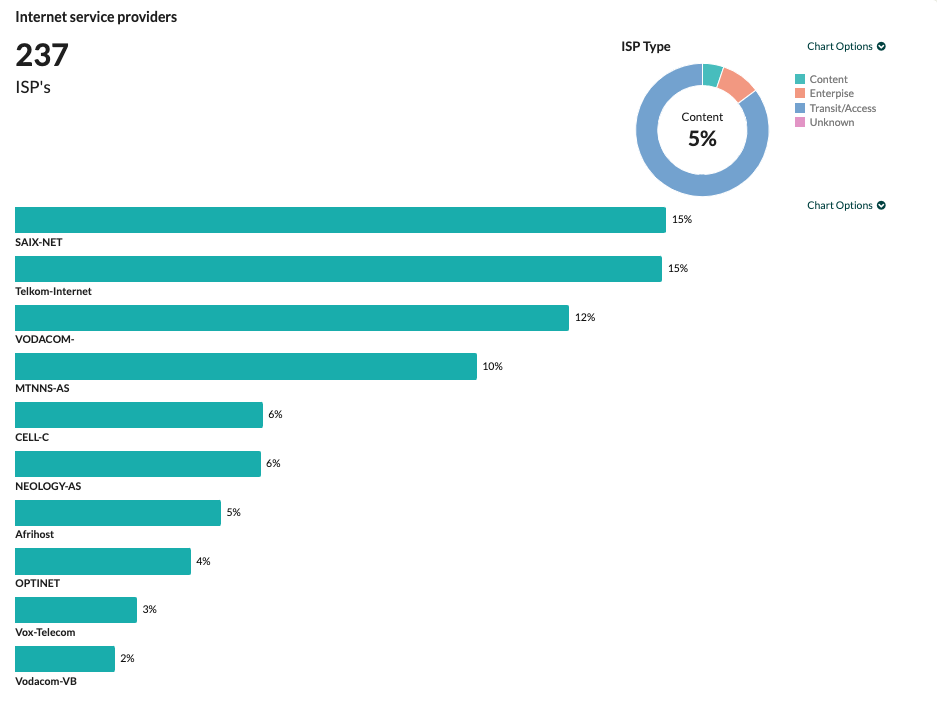 Internet service providers
237
ISP's
ISP Type
Chart Options
Content
5%
Content
Enterpise
Transit/Access
Unknown
Chart Options
15%
SAIX-NET
15%
Telkom-Internet
12%
VODACOM-
10%
MTNNS-AS
6%
CELL-C
6%
NEOLOGY-AS
5%
Afrihost
4%
OPTINET
3%
Vox-Telecom
2%
Vodacom-VB